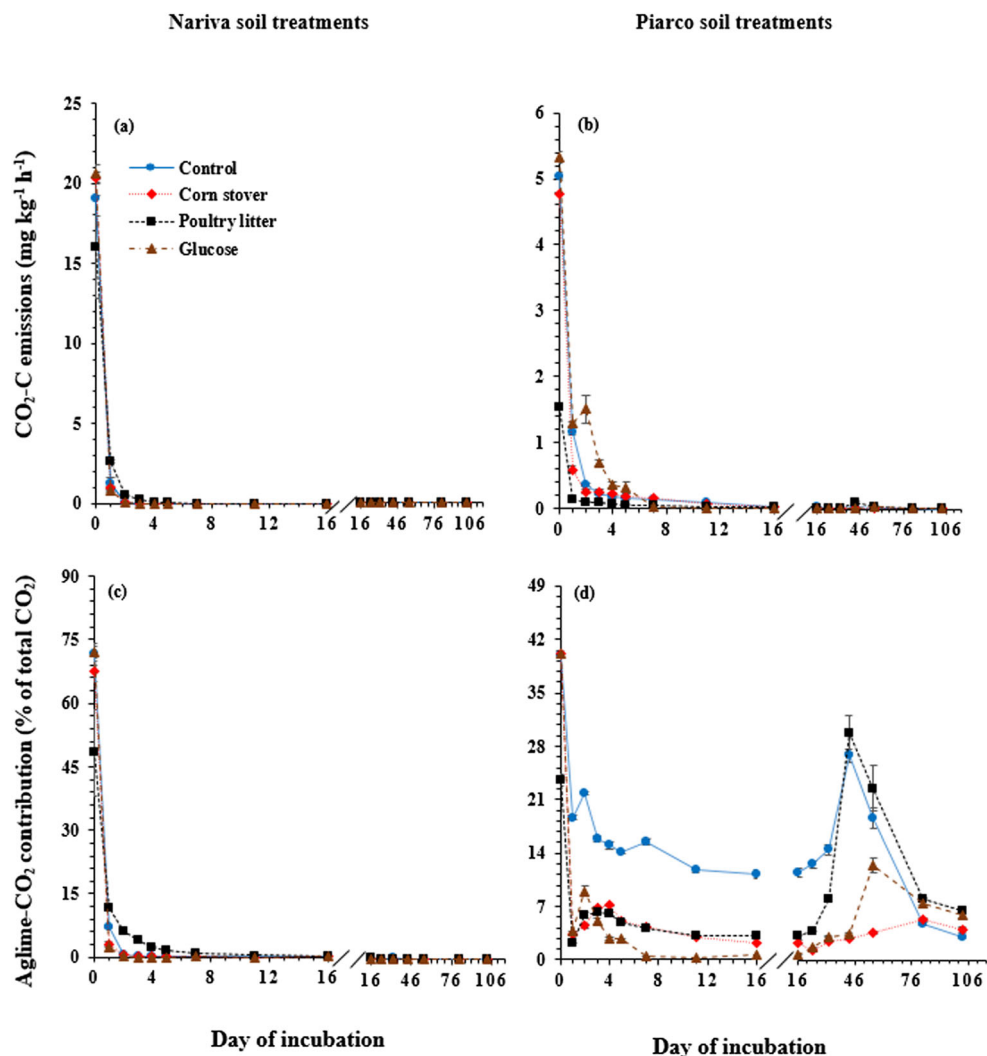 Nariva soil treatments
Piarco soil treatments
CO₂-C emissions (mg kg⁻¹ h⁻¹)
25
20
15
10
5
0
(a)
Control
Corn stover
Poultry litter
Glucose
0 4 8 12 16 16 46 76 106
6
5
4
3
2
1
0
(b)
0 4 8 12 16 16 46 76 106
Aglime-CO₂ contribution (% of total CO₂)
90
75
60
45
30
15
0
(c)
0 4 8 12 16 16 46 76 106
49
42
35
28
21
14
7
0
(d)
0 4 8 12 16 16 46 76 106
Day of incubation
Day of incubation